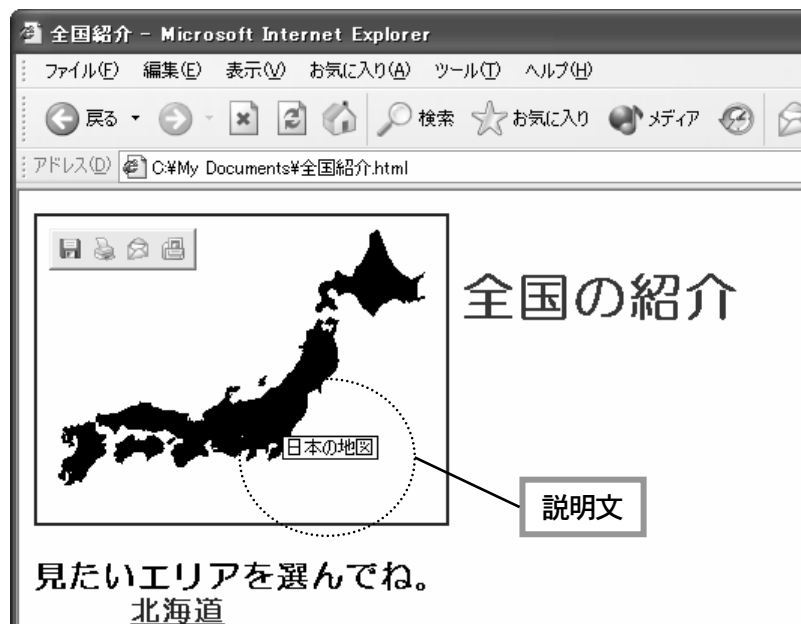 全国紹介 - Microsoft Internet Explorer
ファイル(F) 編集(E) 表示(V) お気に入り(A) ツール(T) ヘルプ(H)
戻る 検索 お気に入り メディア
アドレス(D) C:¥My Documents¥全国紹介.html
全国の紹介
日本の地図
説明文
見たいエリアを選んでね。
北海道